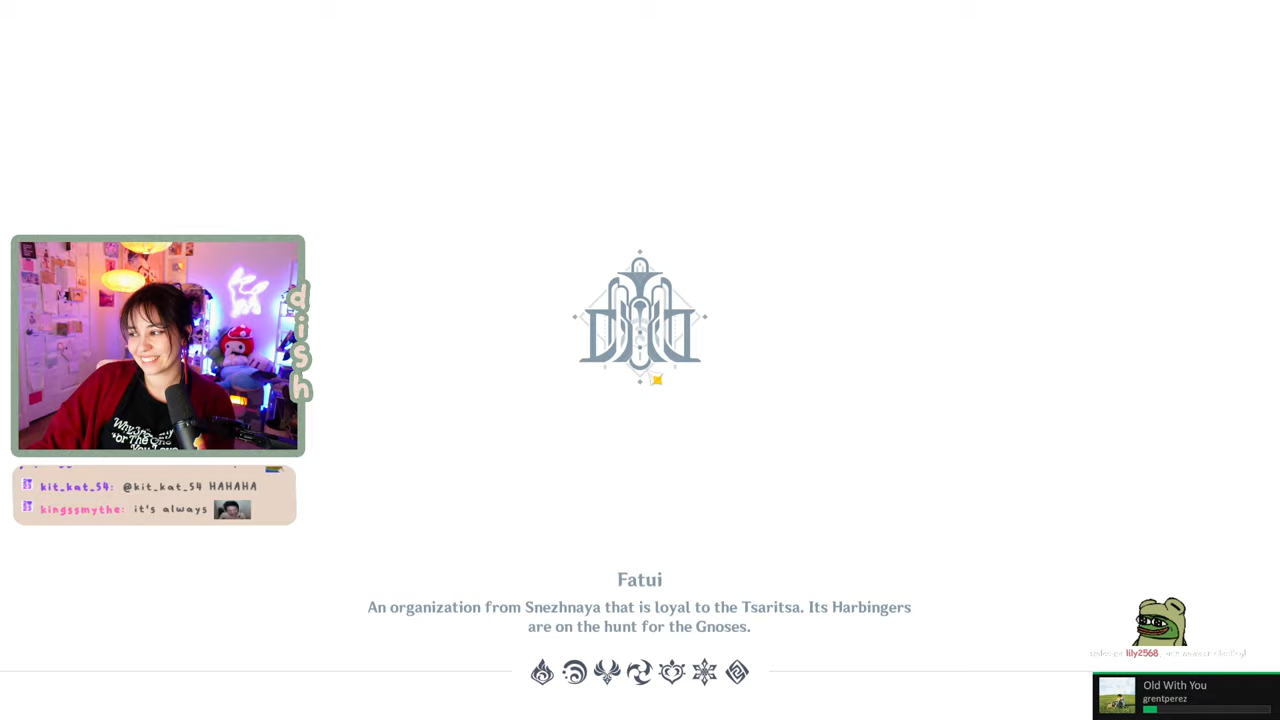 dish
kit_kat_54: @kit_kat_54 HAHAHA
kingssmythe: it's always
Fatui
An organization from Snezhnaya that is loyal to the Tsaritsa. Its Harbingers
are on the hunt for the Gnoses.
lily2568
Old With You
grentperez